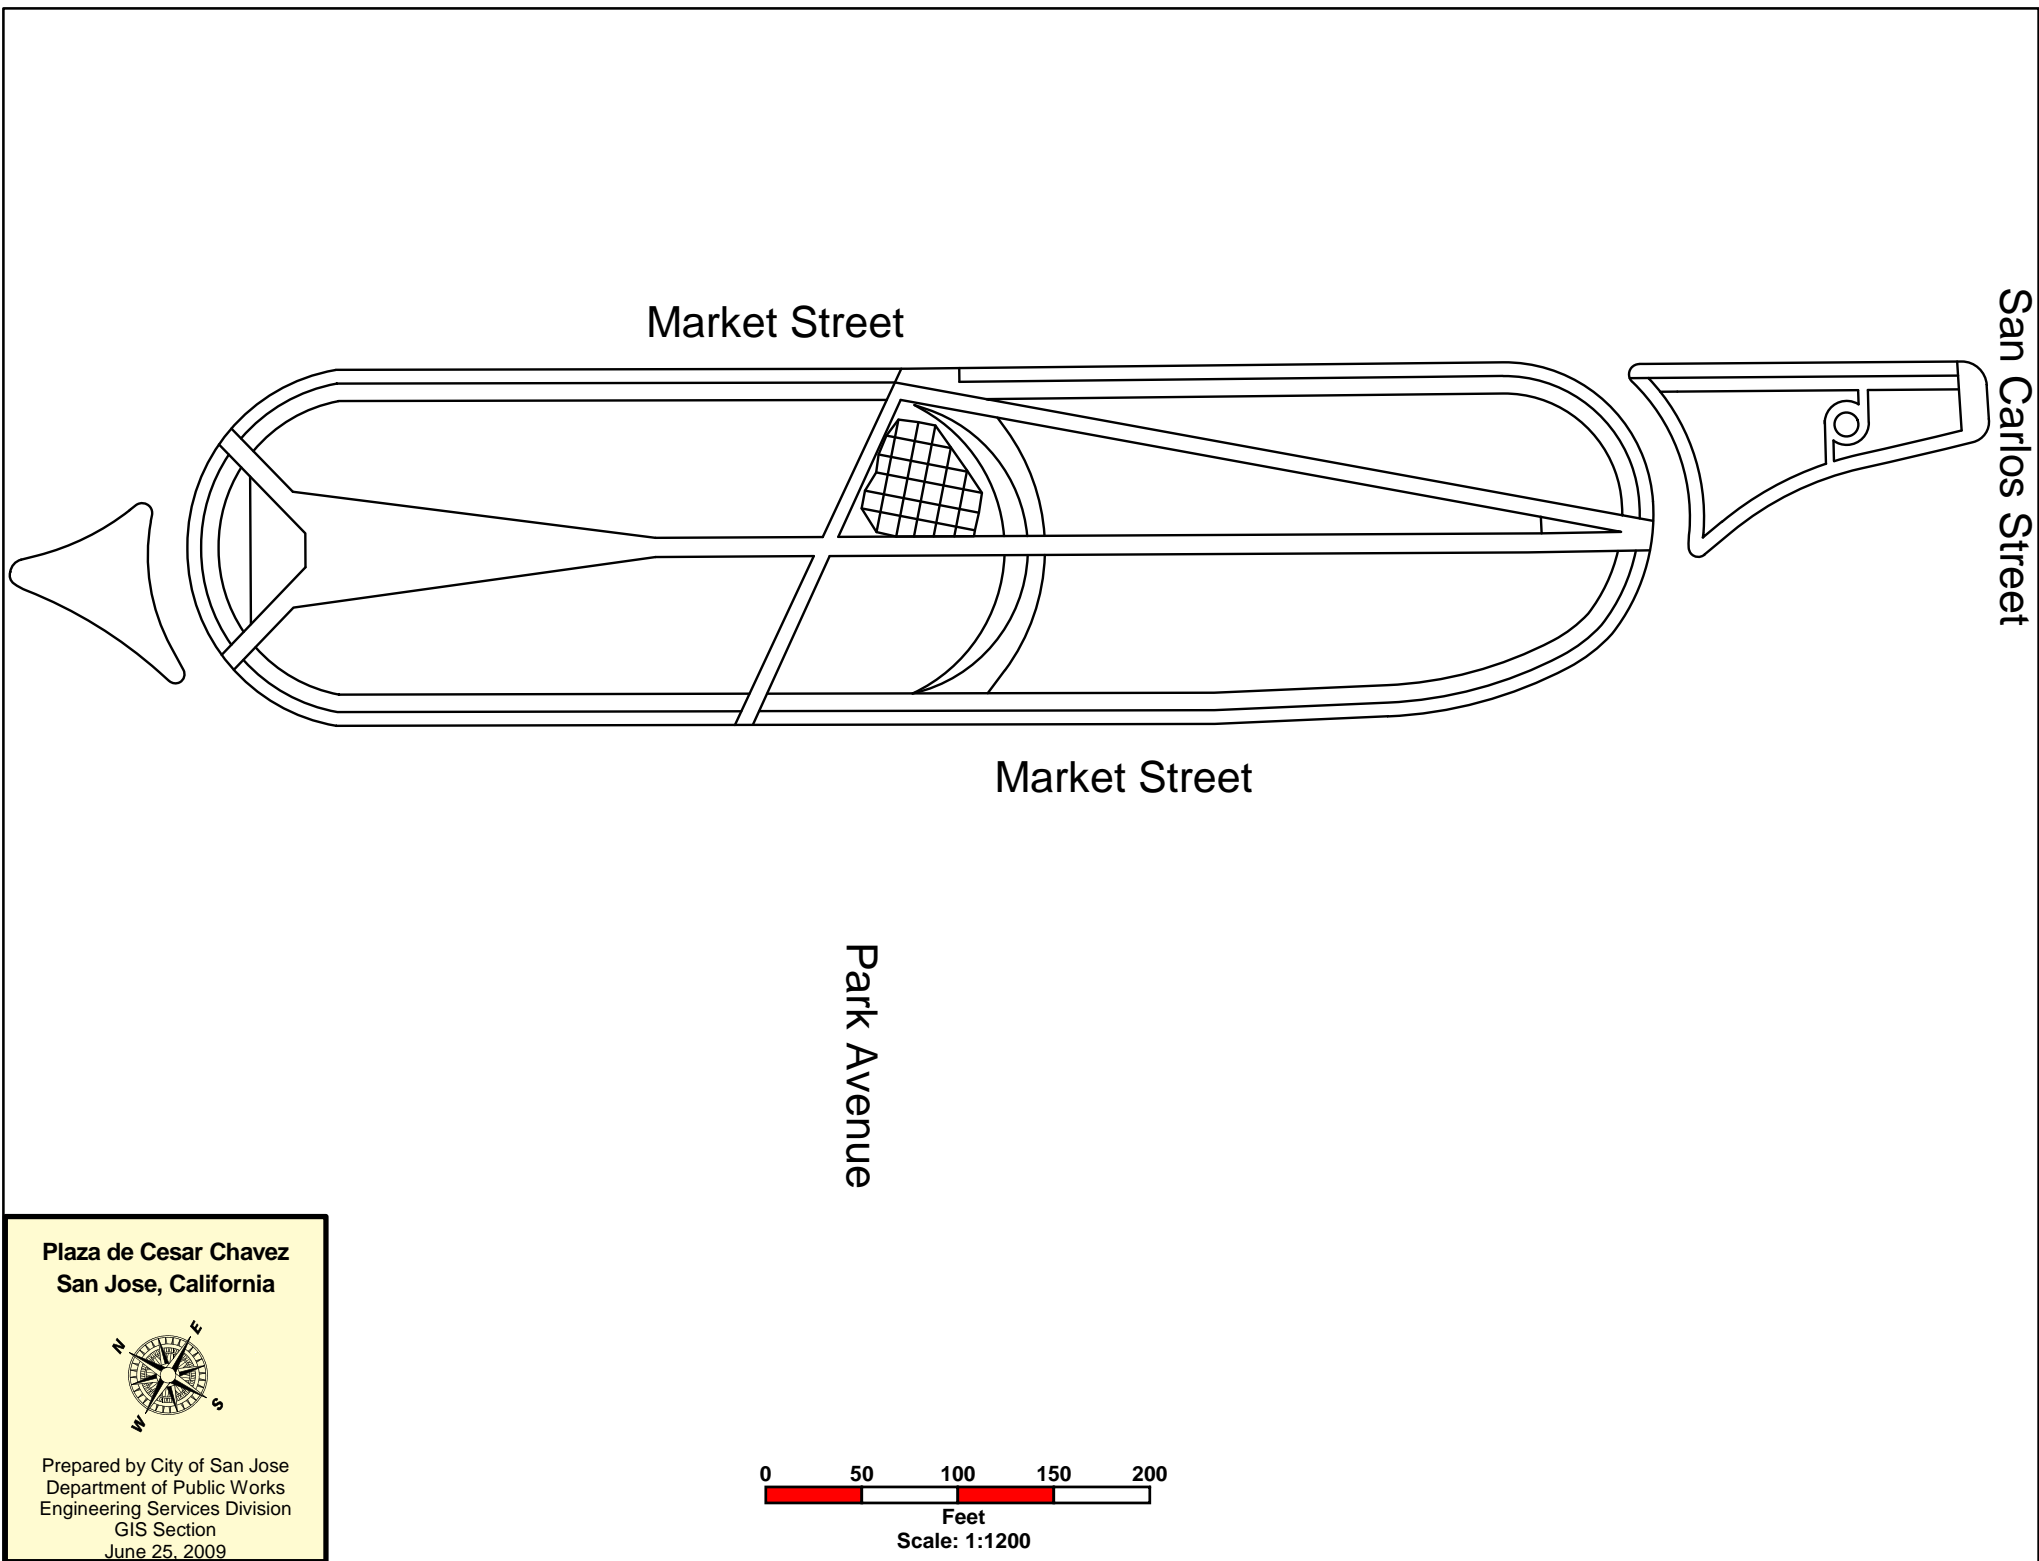 Market Street
San Carlos Street
Market Street
Park Avenue
Plaza de Cesar Chavez
San Jose, California
N
E
S
W
Prepared by City of San Jose
Department of Public Works
Engineering Services Division
GIS Section
June 25, 2009
0 50 100 150 200
Feet
Scale: 1:1200